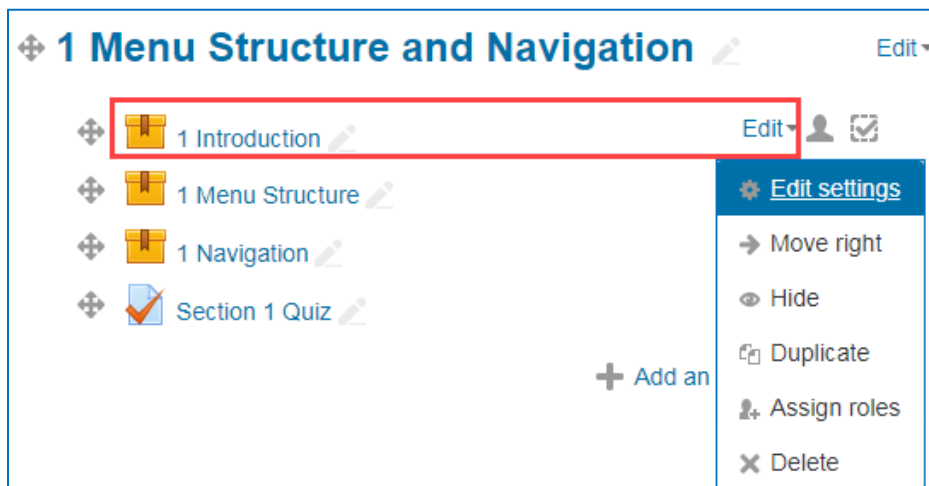 1 Menu Structure and Navigation Edit
1 Introduction Edit
1 Menu Structure
1 Navigation
Section 1 Quiz
Add an
Edit settings
Move right
Hide
Duplicate
Assign roles
Delete